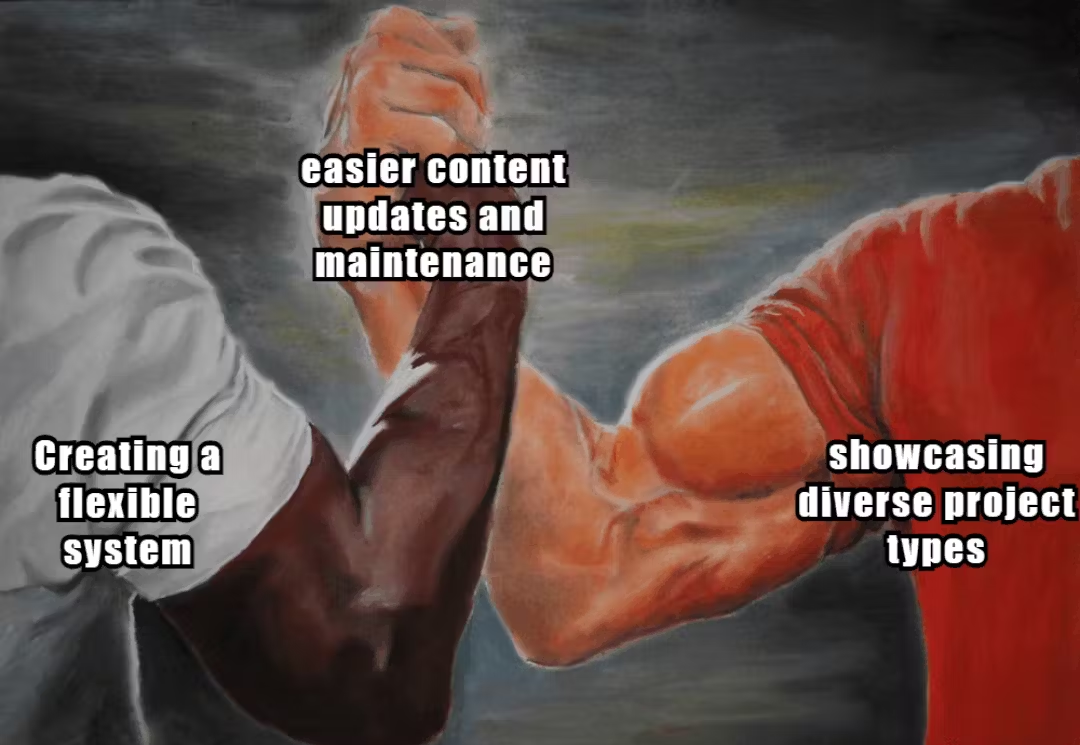 easier content
updates and
maintenance
Creating a
flexible
system
showcasing
diverse project
types